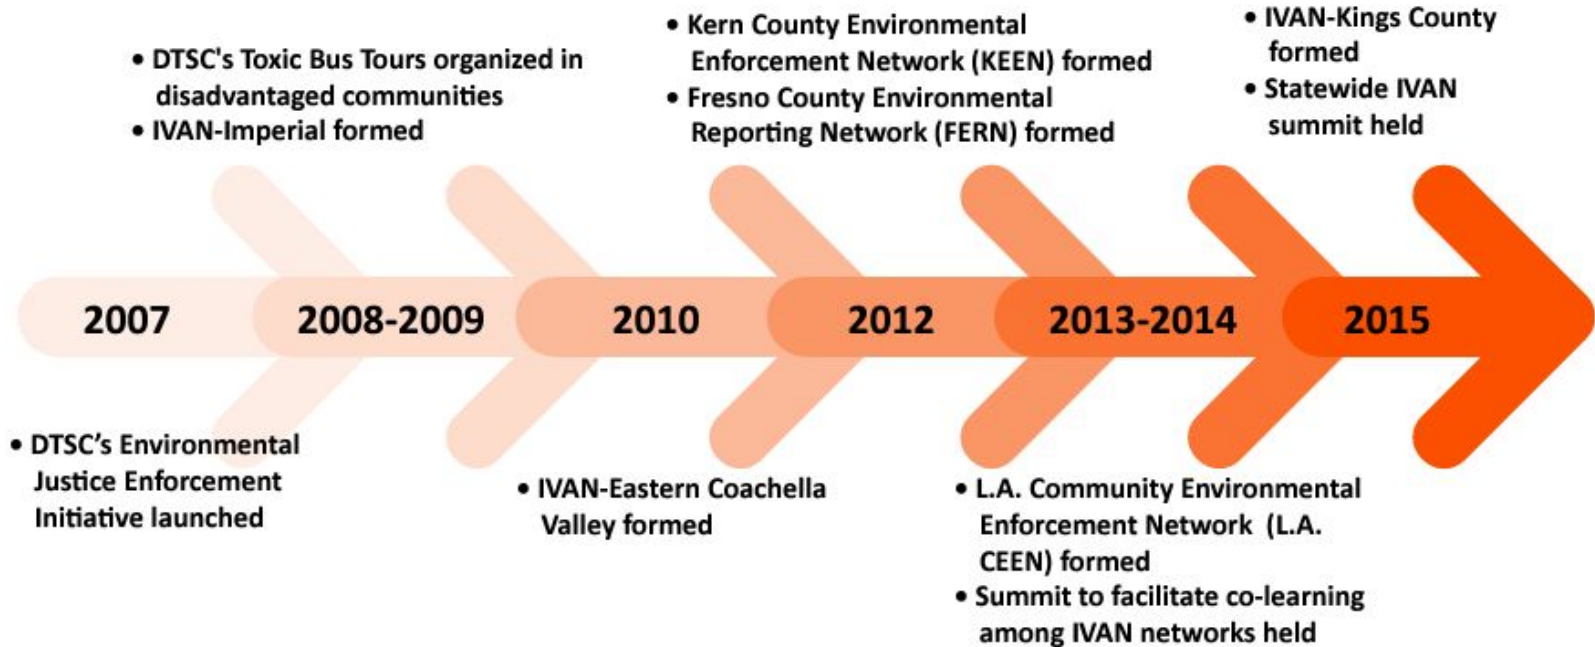 • DTSC's Toxic Bus Tours organized in
disadvantaged communities
• IVAN-Imperial formed
• Kern County Environmental
Enforcement Network (KEEN) formed
• Fresno County Environmental
Reporting Network (FERN) formed
• IVAN-Kings County
formed
• Statewide IVAN
summit held
2007
2008-2009
2010
2012
2013-2014
2015
• DTSC’s Environmental
Justice Enforcement
Initiative launched
• IVAN-Eastern Coachella
Valley formed
• L.A. Community Environmental
Enforcement Network (L.A.
CEEN) formed
• Summit to facilitate co-learning
among IVAN networks held